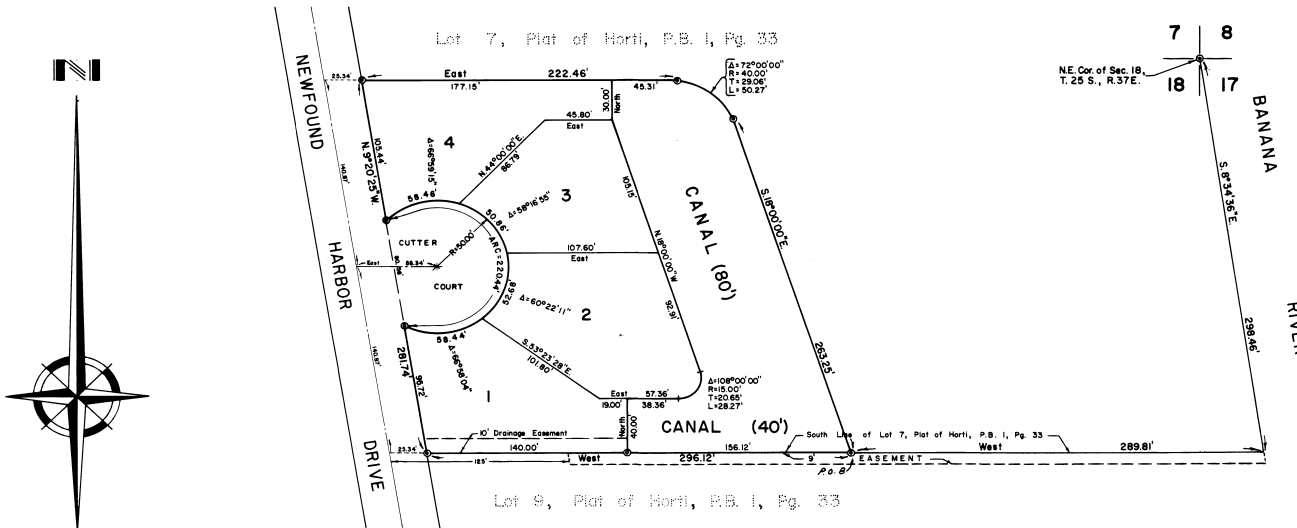 N
Lot 7, Plat of Horti, P.B. 1, Pg. 33
7 8
N.E. Cor. of Sec. 18,
T. 25 S., R.37E.
18 17
BANANA
RIVER
NEWFOUND
HARBOR
DRIVE
25.34'
East 222.46'
177.15'
45.31'
Δ=72°00'00"
R=40.00'
T=29.06'
L=50.27'
30.00'
North
45.80'
East
105.44'
N. 9°20'25"W.
140.87'
4
Δ=66°59'15"
58.46'
N.44°00'00"E.
86.79'
50.86'
Δ=58°16'55"
3
105.15'
CANAL (80')
S.18°00'00"E.
S. 8°34'36"E.
CUTTER
COURT
R=50.00'
ARC=220.44'
East
107.60'
East
N.18°00'00"W
92.91'
52.68'
Δ=60°22'11"
2
58.44'
Δ=66°58'04"
S.53°23'28"E.
101.80'
140.87'
281.74'
96.72'
1
263.25'
298.46'
East 57.36'
19.00' 38.36'
Δ=108°00'00"
R=15.00'
T=20.65'
L=28.27'
North
40.00'
CANAL (40')
10' Drainage Easement
South Line of Lot 7, Plat of Horti, P.B. 1, Pg. 33
25.34'
140.00'
156.12'
West 289.81'
125'
West 296.12'
9'
EASEMENT
P.O.B
Lot 9, Plat of Horti, P.B. 1, Pg. 33